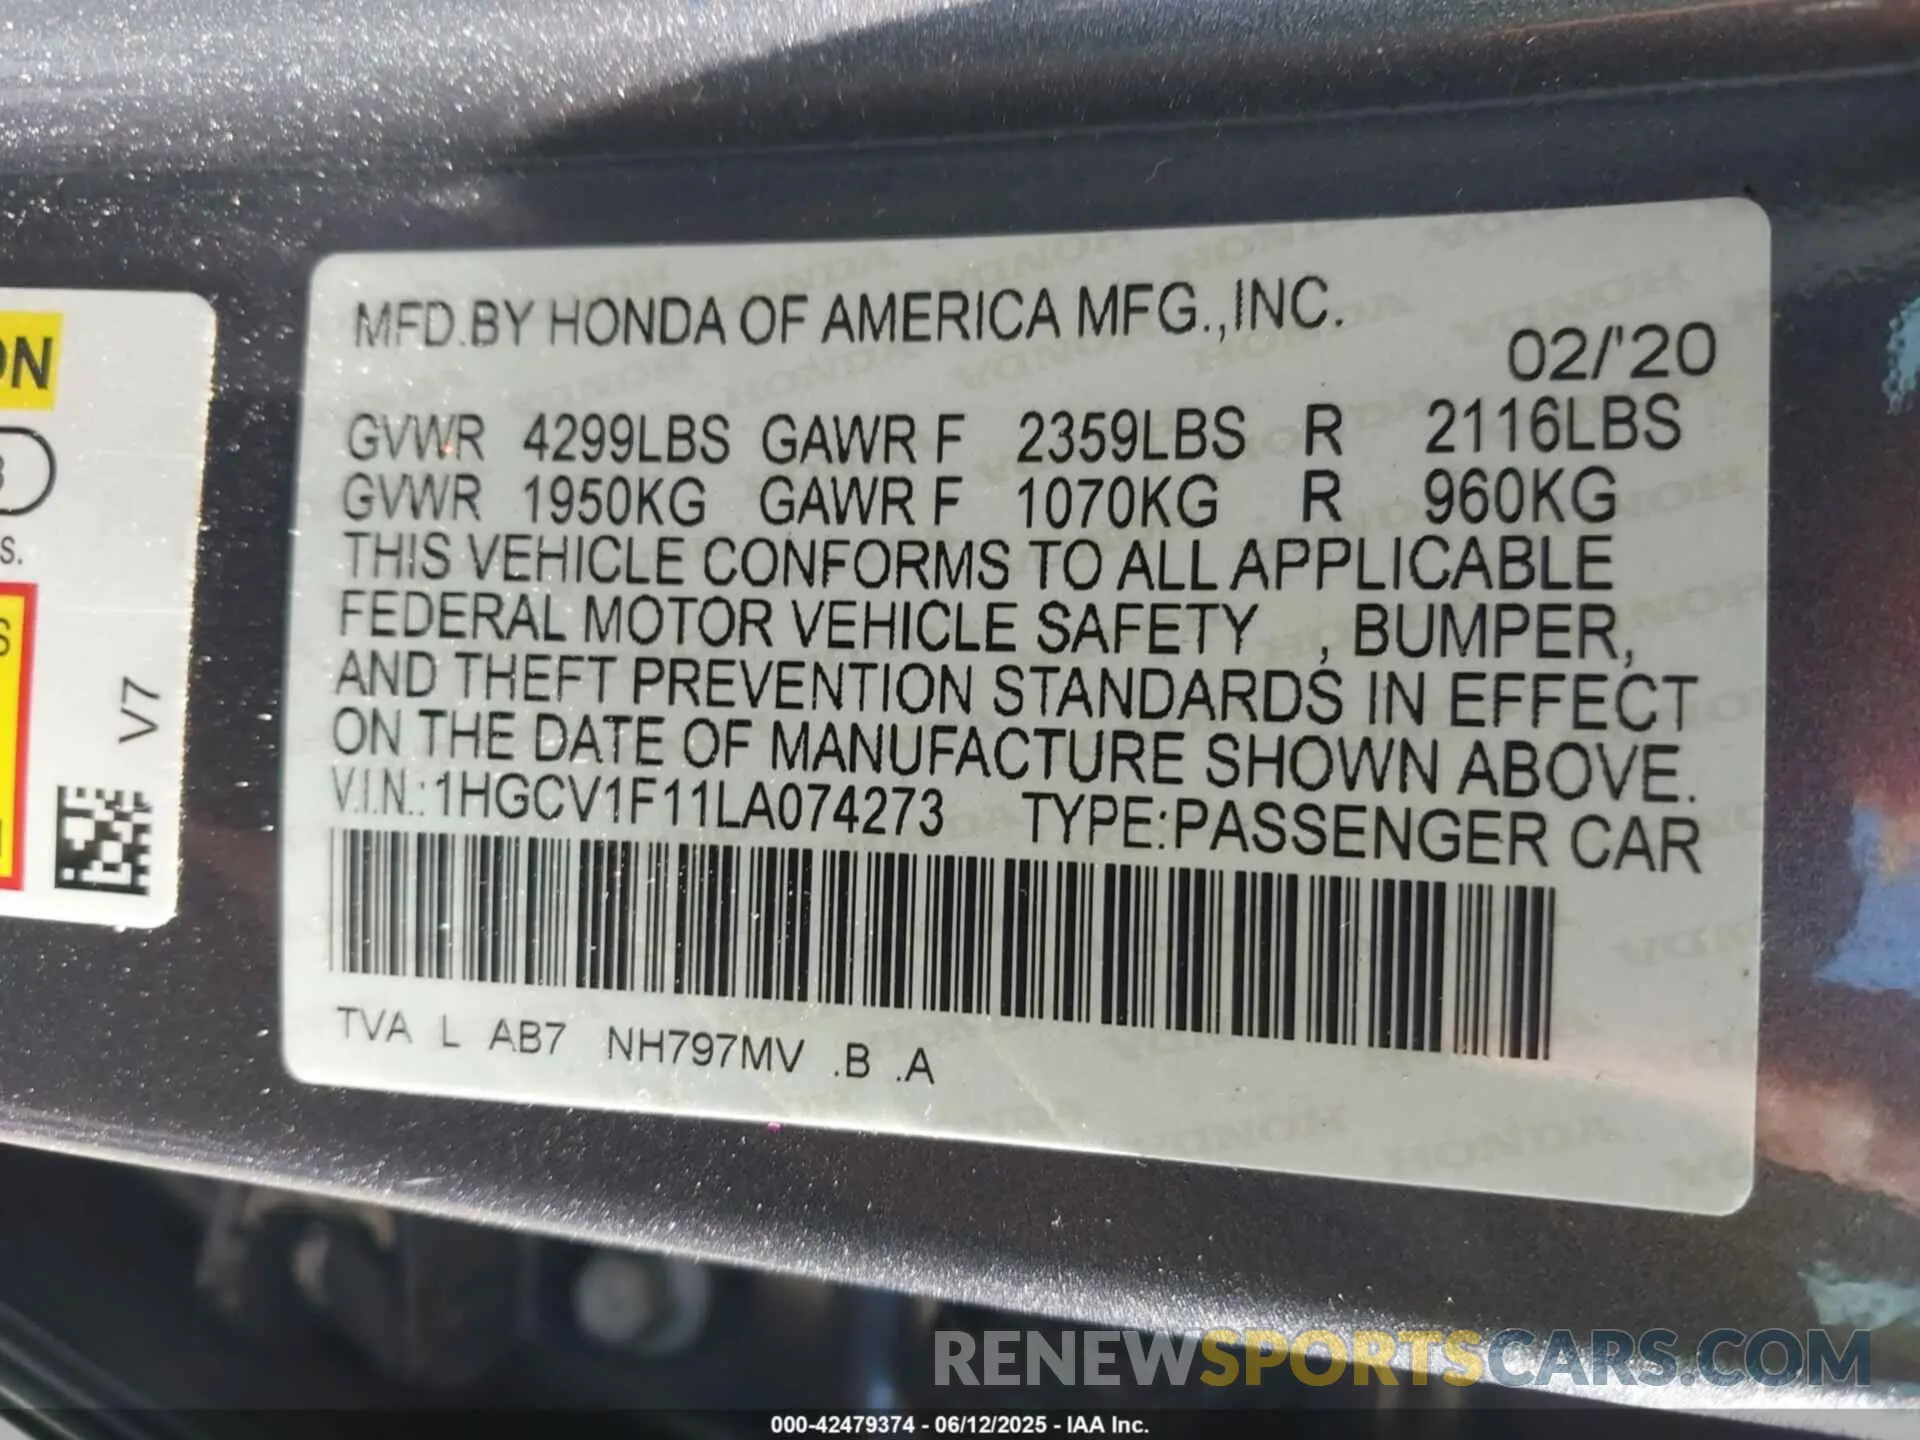 MFD.BY HONDA OF AMERICA MFG.,INC.
02/'20
GVWR 4299LBS GAWR F 2359LBS R 2116LBS
GVWR 1950KG GAWR F 1070KG R 960KG
THIS VEHICLE CONFORMS TO ALL APPLICABLE
FEDERAL MOTOR VEHICLE SAFETY , BUMPER,
AND THEFT PREVENTION STANDARDS IN EFFECT
ON THE DATE OF MANUFACTURE SHOWN ABOVE.
V.I.N.:1HGCV1F11LA074273 TYPE:PASSENGER CAR
TVA L AB7 NH797MV .B .A
V7
RENEWSPORTSCARS.COM
000-42479374 - 06/12/2025 - IAA Inc.